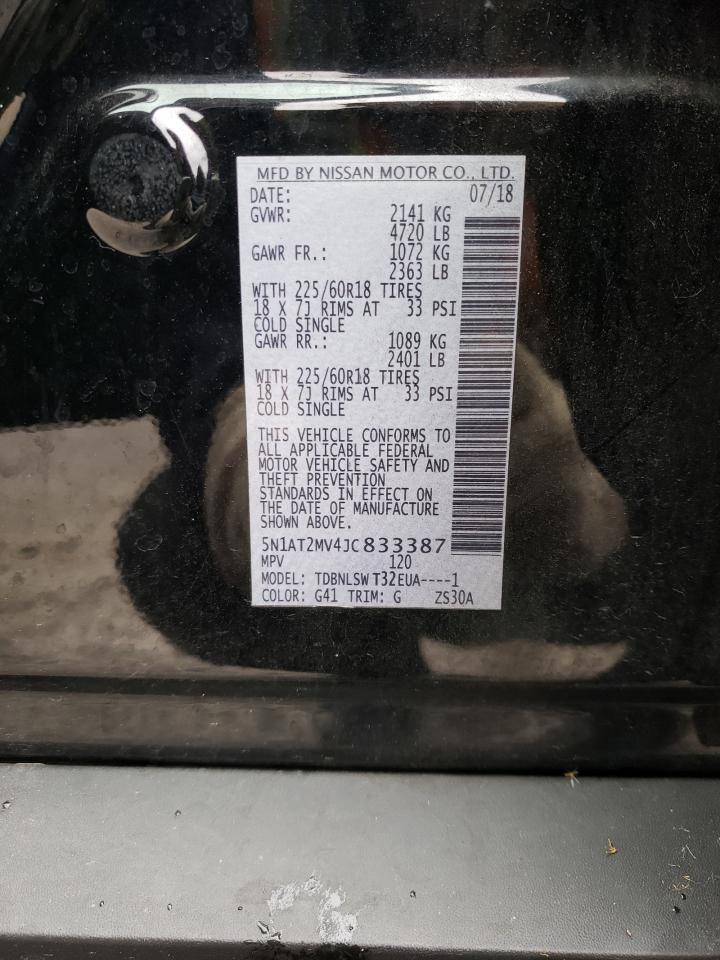 MFD BY NISSAN MOTOR CO., LTD.
DATE: 07/18
GVWR: 2141 KG
4720 LB
GAWR FR.: 1072 KG
2363 LB
WITH 225/60R18 TIRES
18 X 7J RIMS AT 33 PSI
COLD SINGLE
GAWR RR.: 1089 KG
2401 LB
WITH 225/60R18 TIRES
18 X 7J RIMS AT 33 PSI
COLD SINGLE
THIS VEHICLE CONFORMS TO
ALL APPLICABLE FEDERAL
MOTOR VEHICLE SAFETY AND
THEFT PREVENTION
STANDARDS IN EFFECT ON
THE DATE OF MANUFACTURE
SHOWN ABOVE.
5N1AT2MV4JC833387
MPV 120
MODEL: TDBNLSW T32EUA----1
COLOR: G41 TRIM: G ZS30A